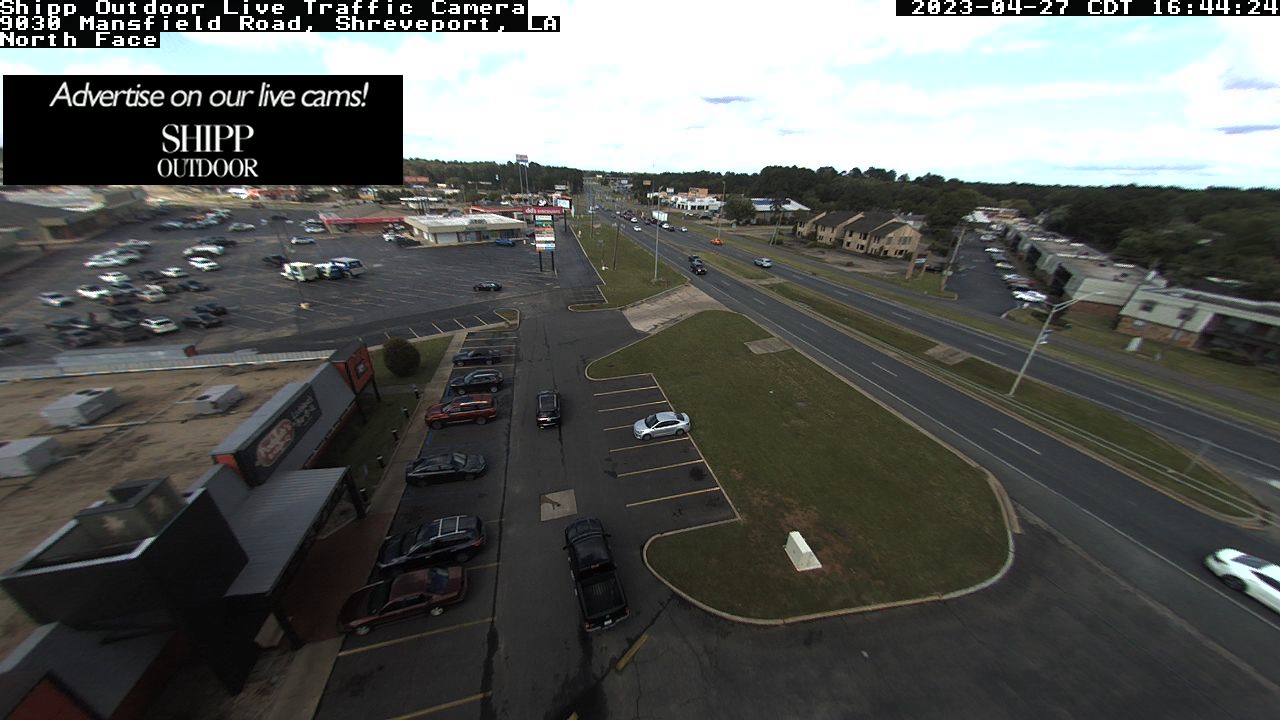 Shipp Outdoor Live Traffic Camera
9030 Mansfield Road, Shreveport, LA
North Face
2023-04-27 CDT 16:44:24
Advertise on our live cams!
SHIPP
OUTDOOR